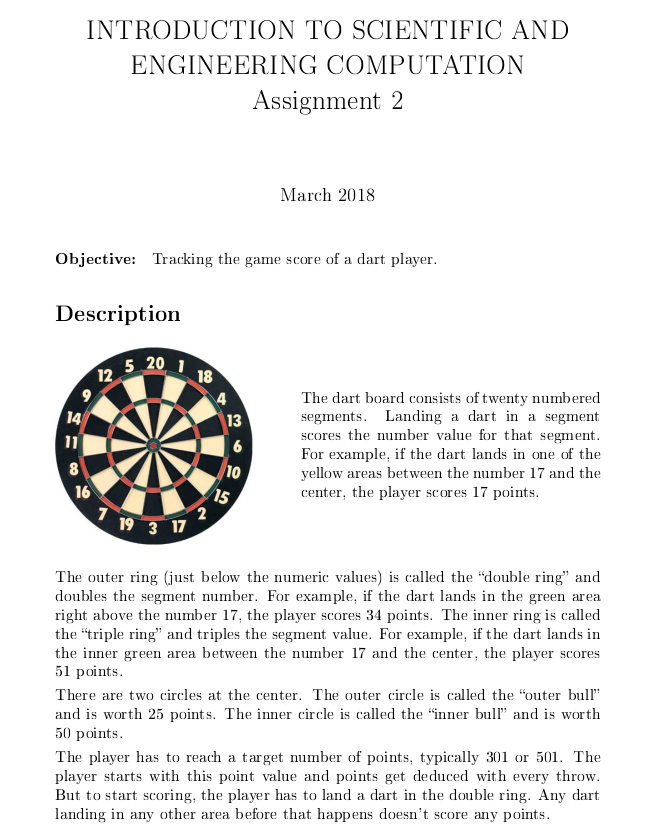 INTRODUCTION TO SCIENTIFIC AND
ENGINEERING COMPUTATION
Assignment 2
March 2018
Objective: Tracking the game score of a dart player.
Description
20
1
18
4
13
6
10
15
2
17
3
19
7
16
8
11
14
9
12
5
The dart board consists of twenty numbered
segments. Landing a dart in a segment
scores the number value for that segment.
For example, if the dart lands in one of the
yellow areas between the number 17 and the
center, the player scores 17 points.
The outer ring (just below the numeric values) is called the “double ring” and
doubles the segment number. For example, if the dart lands in the green area
right above the number 17, the player scores 34 points. The inner ring is called
the “triple ring” and triples the segment value. For example, if the dart lands in
the inner green area between the number 17 and the center, the player scores
51 points.
There are two circles at the center. The outer circle is called the “outer bull”
and is worth 25 points. The inner circle is called the “inner bull” and is worth
50 points.
The player has to reach a target number of points, typically 301 or 501. The
player starts with this point value and points get deduced with every throw.
But to start scoring, the player has to land a dart in the double ring. Any dart
landing in any other area before that happens doesn't score any points.